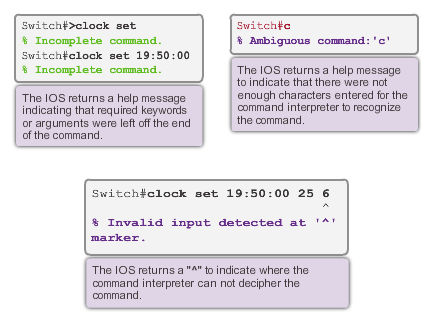 Switch#>clock set
% Incomplete command.
Switch#clock set 19:50:00
% Incomplete command.
The IOS returns a help message
indicating that required keywords
or arguments were left off the end
of the command.
Switch#c
% Ambiguous command:'c'
The IOS returns a help message
to indicate that there were not
enough characters entered for the
command interpreter to recognize
the command.
Switch#clock set 19:50:00 25 6
^
% Invalid input detected at '^'
marker.
The IOS returns a "^" to indicate where the
command interpreter can not decipher the
command.